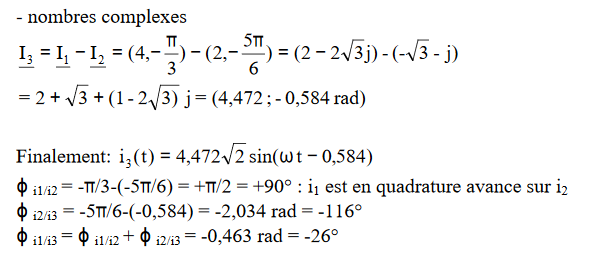 - nombres complexes
I₃ = I₁ − I₂ = (4,−π/3) − (2,−5π/6) = (2 − 2√3j) - (-√3 - j)
= 2 + √3 + (1 - 2√3) j = (4,472 ; - 0,584 rad)
Finalement: i₃(t) = 4,472√2 sin(ωt − 0,584)
ϕ i1/i2 = -π/3-(-5π/6) = +π/2 = +90° : i₁ est en quadrature avance sur i₂
ϕ i2/i3 = -5π/6-(-0,584) = -2,034 rad = -116°
ϕ i1/i3 = ϕ i1/i2 + ϕ i2/i3 = -0,463 rad = -26°